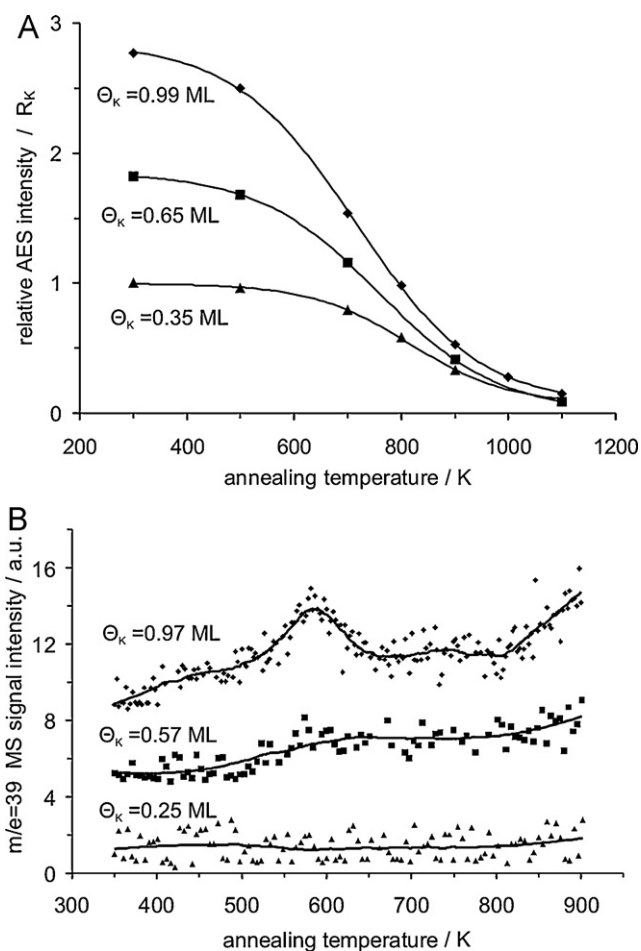 A
3
2
1
0
relative AES intensity / R_K
Θ_K =0.99 ML
Θ_K =0.65 ML
Θ_K =0.35 ML
200 400 600 800 1000 1200
annealing temperature / K
B
16
12
8
4
0
m/e=39 MS signal intensity / a.u.
Θ_K =0.97 ML
Θ_K =0.57 ML
Θ_K =0.25 ML
300 400 500 600 700 800 900
annealing temperature / K